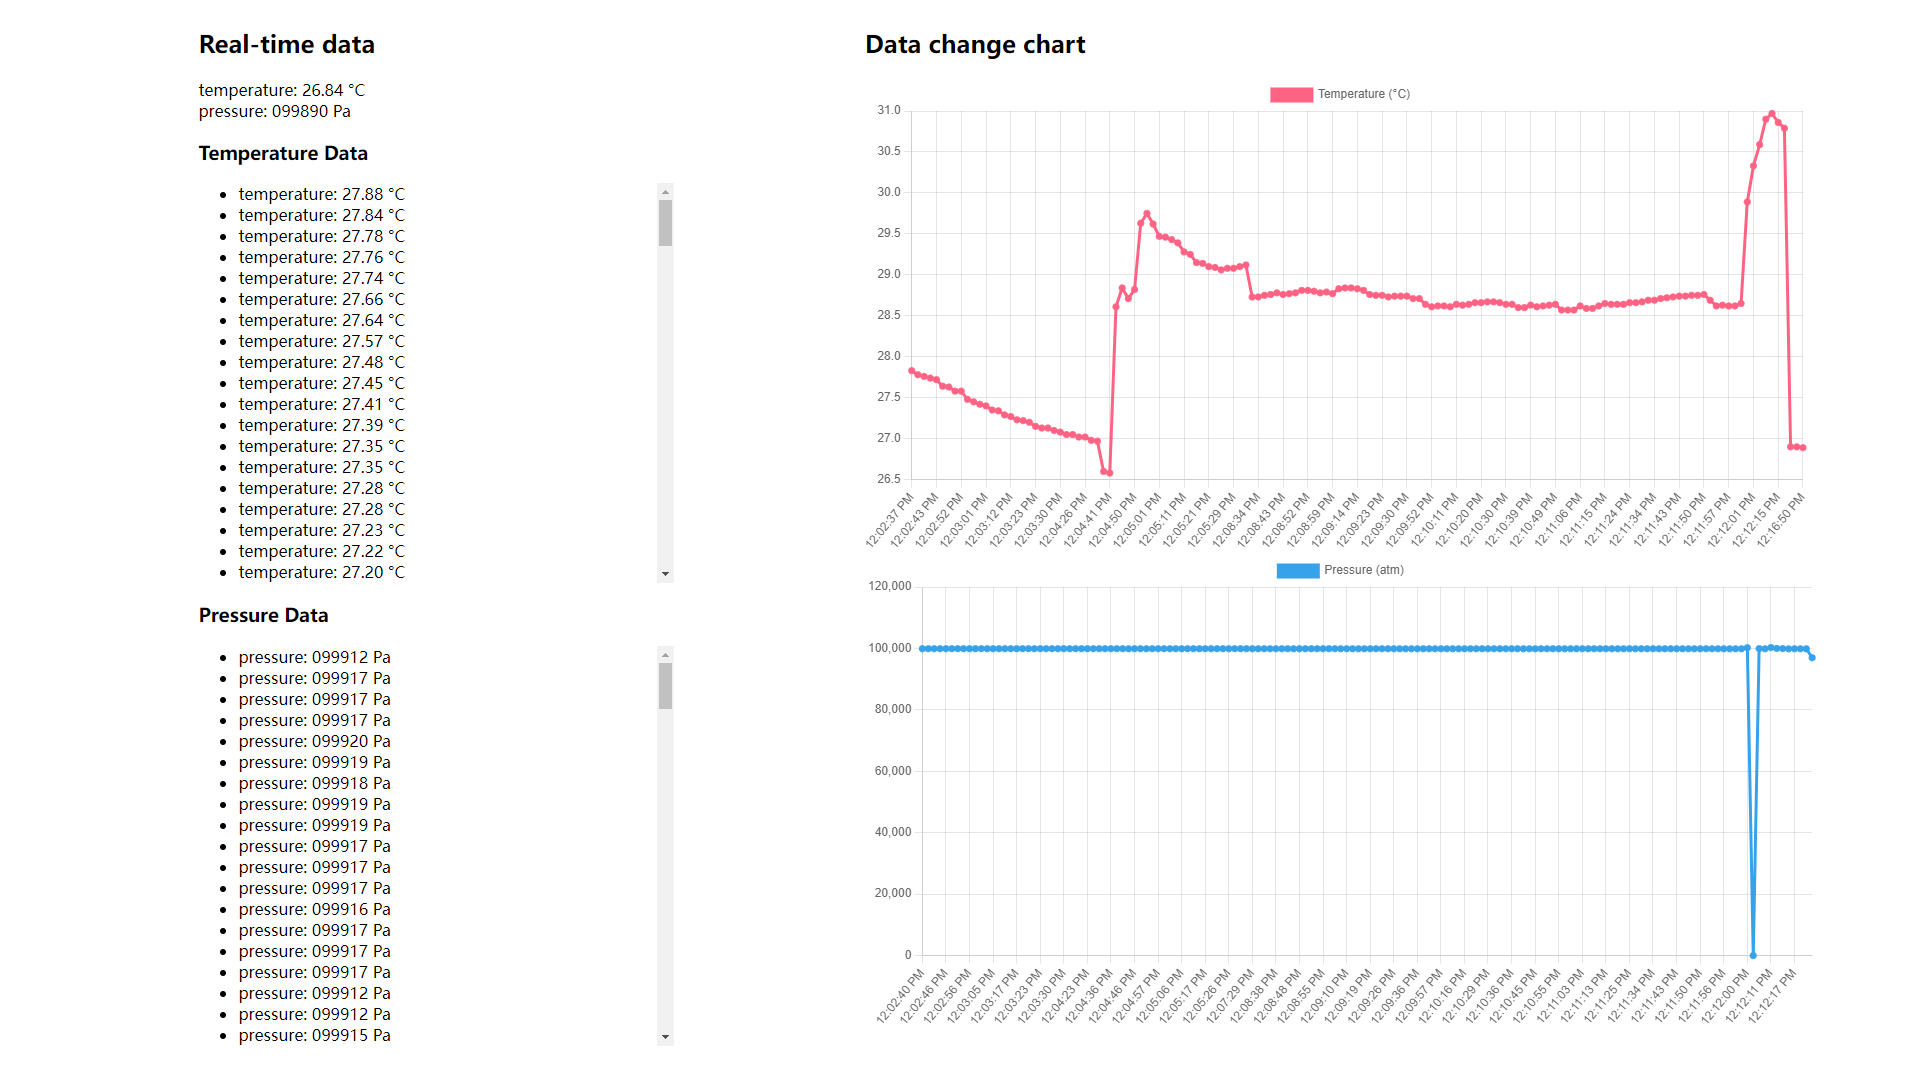 Real-time data
temperature: 26.84 °C
pressure: 099890 Pa
Temperature Data
temperature: 27.88 °C
temperature: 27.84 °C
temperature: 27.78 °C
temperature: 27.76 °C
temperature: 27.74 °C
temperature: 27.66 °C
temperature: 27.64 °C
temperature: 27.57 °C
temperature: 27.48 °C
temperature: 27.45 °C
temperature: 27.41 °C
temperature: 27.39 °C
temperature: 27.35 °C
temperature: 27.35 °C
temperature: 27.28 °C
temperature: 27.28 °C
temperature: 27.23 °C
temperature: 27.22 °C
temperature: 27.20 °C
Pressure Data
pressure: 099912 Pa
pressure: 099917 Pa
pressure: 099917 Pa
pressure: 099917 Pa
pressure: 099920 Pa
pressure: 099919 Pa
pressure: 099918 Pa
pressure: 099919 Pa
pressure: 099919 Pa
pressure: 099917 Pa
pressure: 099917 Pa
pressure: 099917 Pa
pressure: 099916 Pa
pressure: 099917 Pa
pressure: 099917 Pa
pressure: 099917 Pa
pressure: 099912 Pa
pressure: 099912 Pa
pressure: 099915 Pa
Data change chart
Temperature (°C)
31.0
30.5
30.0
29.5
29.0
28.5
28.0
27.5
27.0
26.5
12:02:37 PM
12:02:43 PM
12:02:52 PM
12:03:01 PM
12:03:12 PM
12:03:23 PM
12:03:30 PM
12:04:26 PM
12:04:41 PM
12:04:50 PM
12:05:01 PM
12:05:11 PM
12:05:21 PM
12:05:29 PM
12:08:34 PM
12:08:43 PM
12:08:52 PM
12:08:59 PM
12:09:14 PM
12:09:23 PM
12:09:30 PM
12:09:52 PM
12:10:11 PM
12:10:20 PM
12:10:30 PM
12:10:39 PM
12:10:49 PM
12:11:06 PM
12:11:15 PM
12:11:24 PM
12:11:34 PM
12:11:43 PM
12:11:50 PM
12:11:57 PM
12:12:01 PM
12:12:15 PM
12:16:50 PM
Pressure (atm)
120,000
100,000
80,000
60,000
40,000
20,000
0
12:02:40 PM
12:02:46 PM
12:02:56 PM
12:03:05 PM
12:03:17 PM
12:03:23 PM
12:03:30 PM
12:04:23 PM
12:04:36 PM
12:04:46 PM
12:04:57 PM
12:05:06 PM
12:05:17 PM
12:05:26 PM
12:07:29 PM
12:08:38 PM
12:08:48 PM
12:08:55 PM
12:09:10 PM
12:09:19 PM
12:09:26 PM
12:09:36 PM
12:09:57 PM
12:10:16 PM
12:10:29 PM
12:10:36 PM
12:10:45 PM
12:10:55 PM
12:11:03 PM
12:11:13 PM
12:11:25 PM
12:11:34 PM
12:11:43 PM
12:11:50 PM
12:11:56 PM
12:12:00 PM
12:12:11 PM
12:12:17 PM